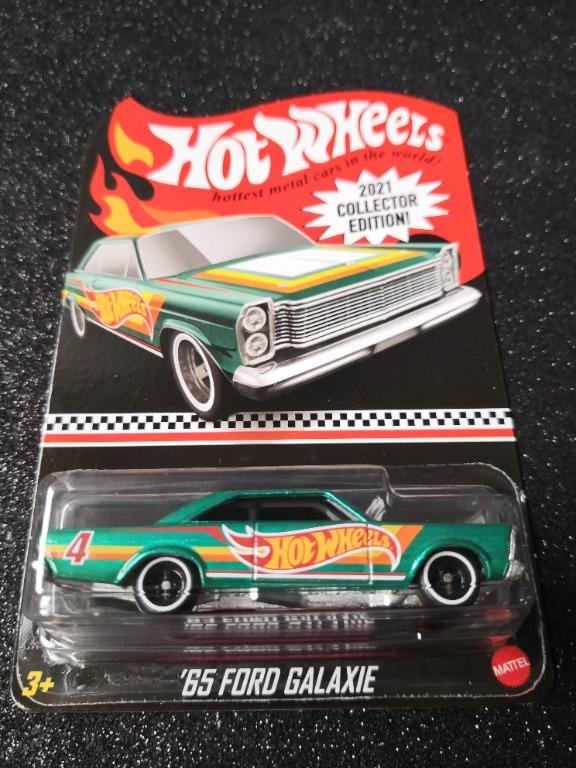 HOT WHEELS
hottest metal cars in the world!
2021
COLLECTOR
EDITION!
HOT WHEELS
4
HOT WHEELS
3+
'65 FORD GALAXIE
MATTEL